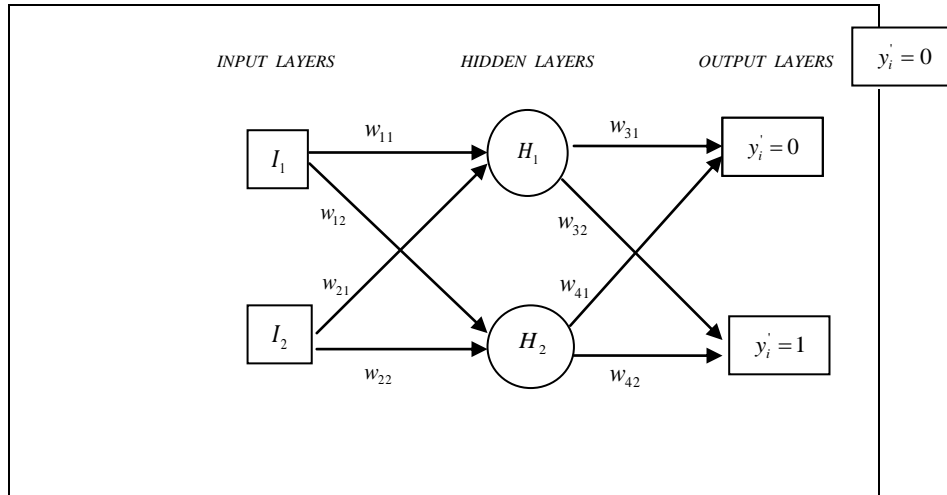 INPUT LAYERS HIDDEN LAYERS OUTPUT LAYERS
y'ᵢ = 0
w₁₁ w₃₁
I₁ H₁ y'ᵢ = 0
w₁₂ w₃₂
w₂₁ w₄₁
I₂ H₂ y'ᵢ = 1
w₂₂ w₄₂